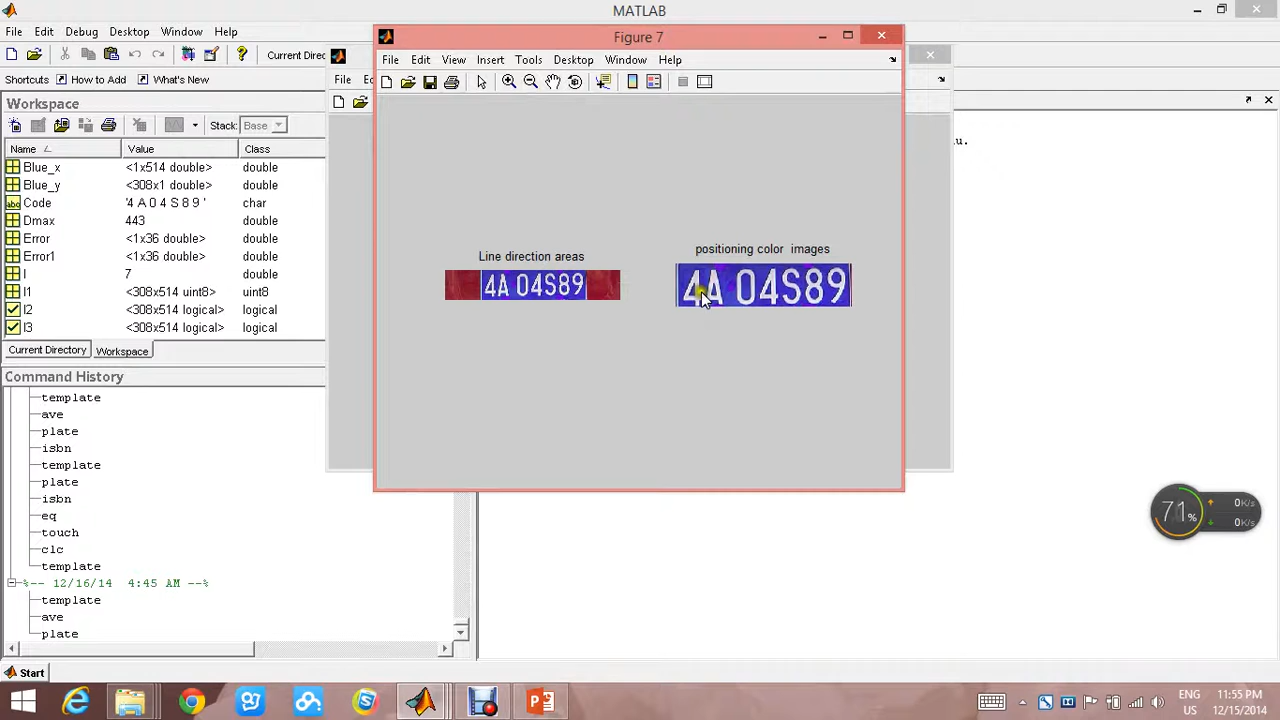 MATLAB
File Edit Debug Desktop Window Help
Current Direc
Shortcuts How to Add What's New
Workspace
Stack: Base
Name Value Class
Blue_x <1x514 double> double
Blue_y <308x1 double> double
Code '4 A 0 4 S 8 9 ' char
Dmax 443 double
Error <1x36 double> double
Error1 <1x36 double> double
I 7 double
I1 <308x514 uint8> uint8
I2 <308x514 logical> logical
I3 <308x514 logical> logical
Current Directory Workspace
Command History
template
ave
plate
isbn
template
plate
isbn
eq
touch
clc
template
%-- 12/16/14 4:45 AM --%
template
ave
plate
File
Figure 7
File Edit View Insert Tools Desktop Window Help
Line direction areas
4A 04S89
positioning color images
4A 04S89
u.
71%
0K/s
0K/s
Start
ENG
US
11:55 PM
12/15/2014